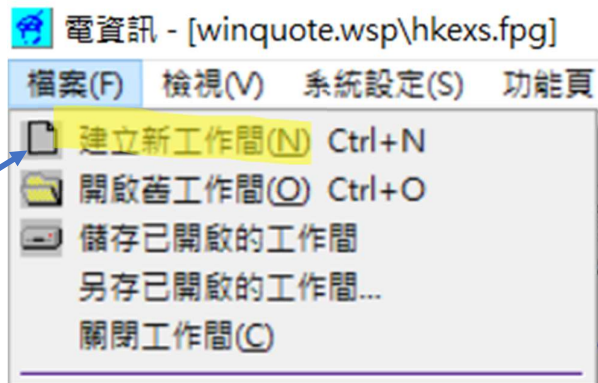 電資訊 - [winquote.wsp\hkexs.fpg]
檔案(F) 檢視(V) 系統設定(S) 功能頁
建立新工作間(N) Ctrl+N
開啟舊工作間(O) Ctrl+O
儲存已開啟的工作間
另存已開啟的工作間...
關閉工作間(C)